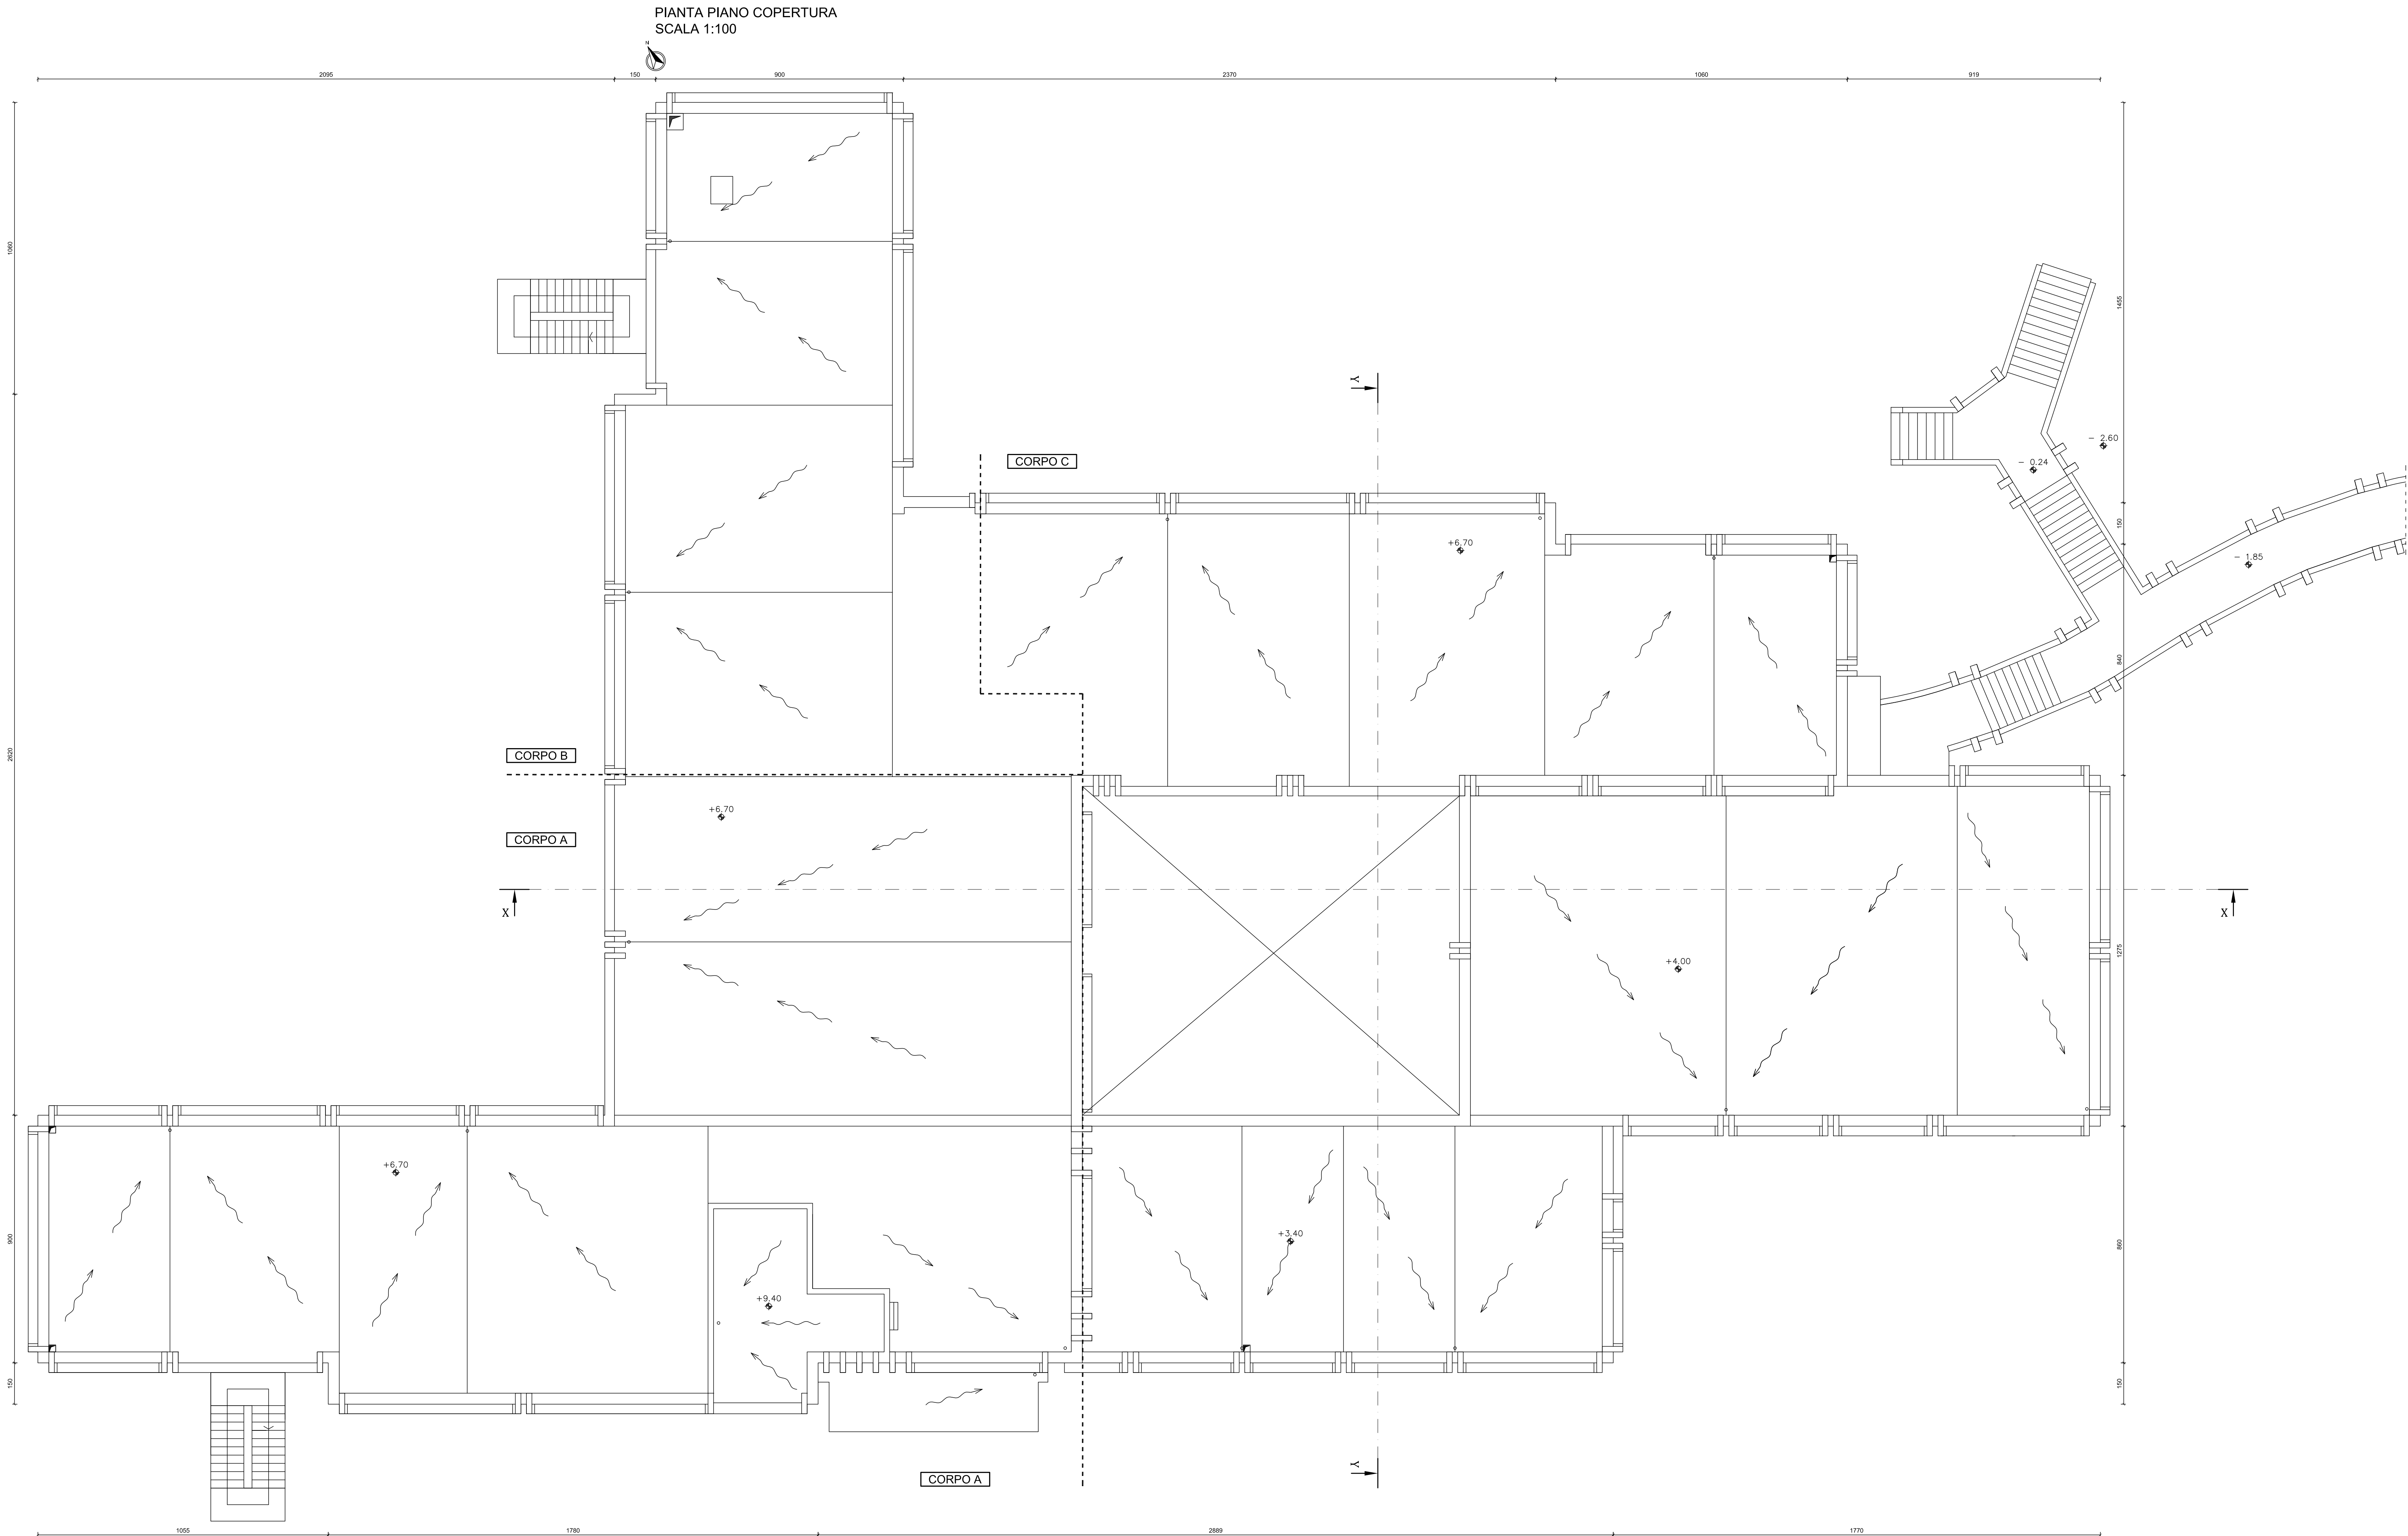 PIANTA PIANO COPERTURA
SCALA 1:100
N
2095
150
900
2370
1060
919
1060
1455
Y
CORPO C
- 2.60
- 0.24
150
+6.70
- 1.85
840
2620
CORPO B
+6.70
CORPO A
X
X
+4.00
1275
+6.70
900
+3.40
860
+9.40
150
150
Y
CORPO A
1055
1780
2889
1770